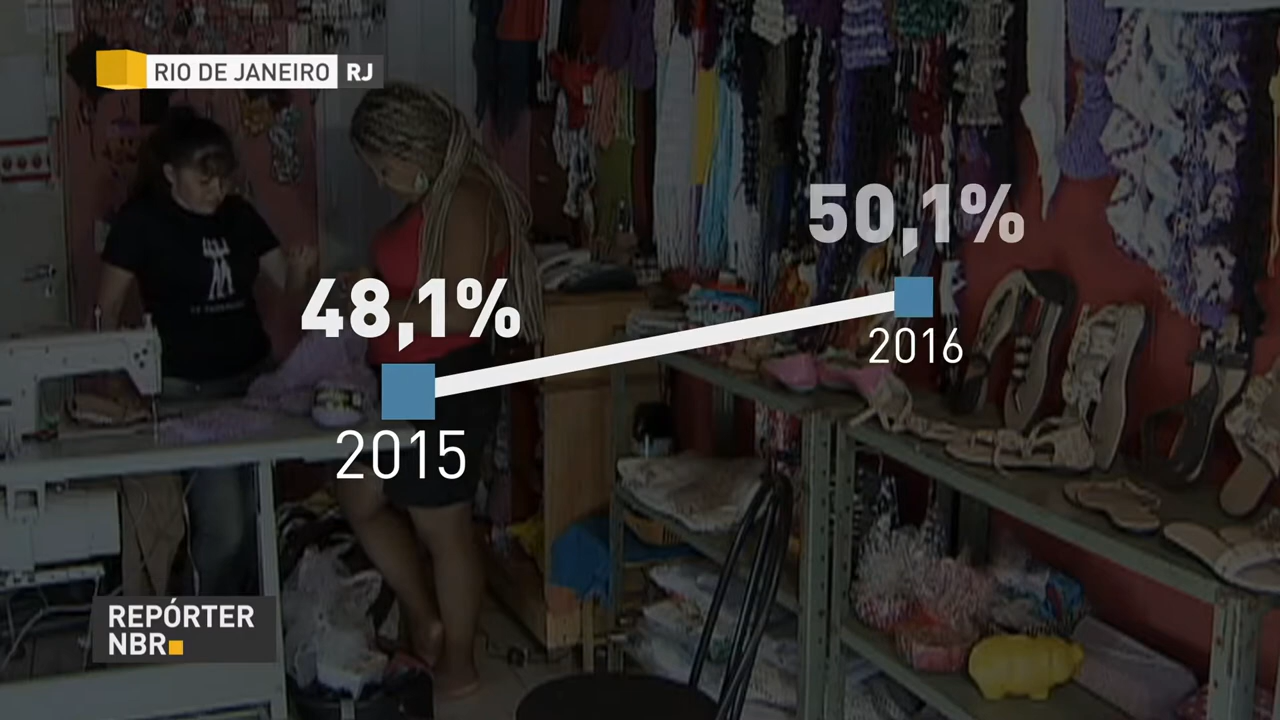 RIO DE JANEIRO RJ
50,1%
48,1%
2016
2015
REPÓRTER
NBR